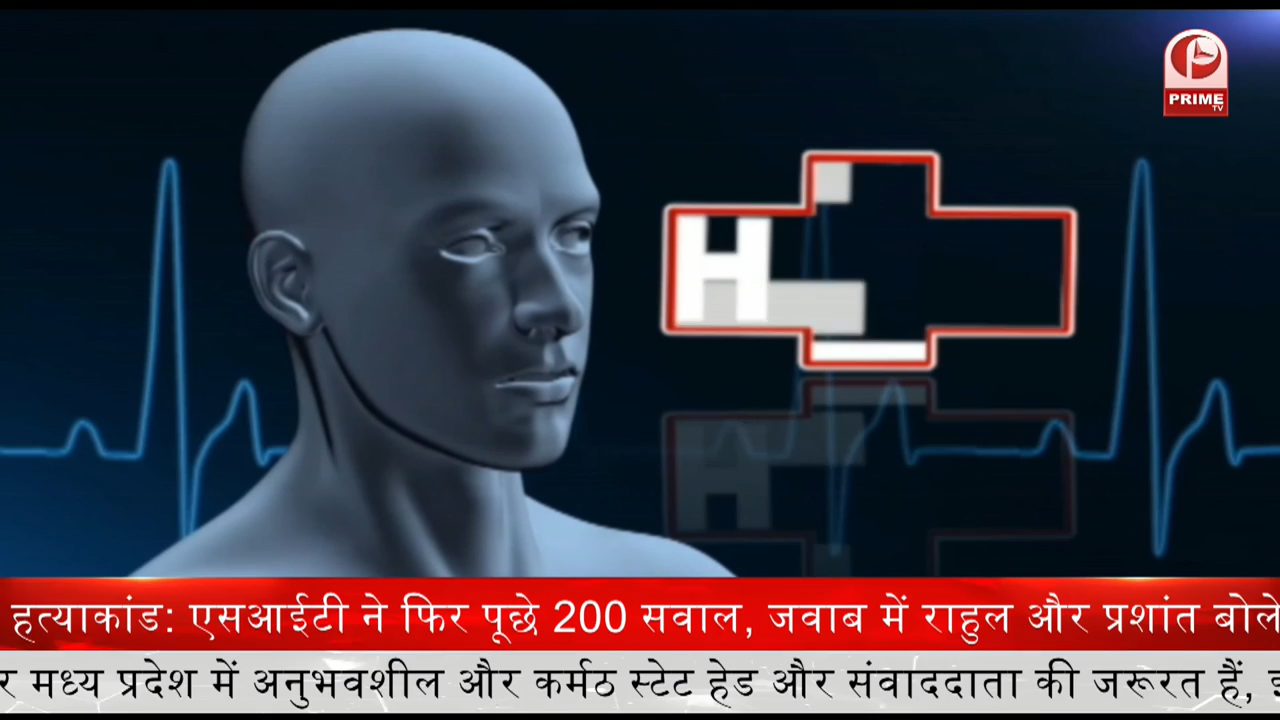 PRIME
TV
H
हत्याकांड: एसआईटी ने फिर पूछे 200 सवाल, जवाब में राहुल और प्रशांत बोले
मध्य प्रदेश में अनुभवशील और कर्मठ स्टेट हेड और संवाददाता की जरूरत हैं,